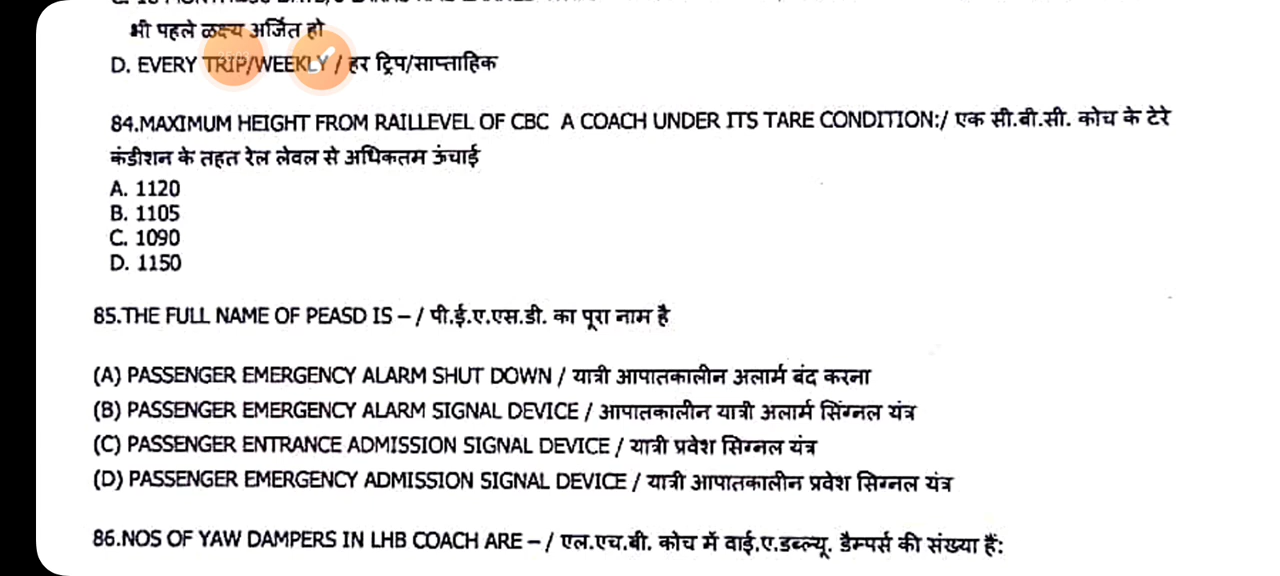 भी पहले लक्ष्य अर्जित हो
D. EVERY TRIP/WEEKLY / हर ट्रिप/साप्ताहिक
84.MAXIMUM HEIGHT FROM RAILLEVEL OF CBC A COACH UNDER ITS TARE CONDITION:/ एक सी.बी.सी. कोच के टेरे
कंडीशन के तहत रेल लेवल से अधिकतम ऊंचाई
A. 1120
B. 1105
C. 1090
D. 1150
85.THE FULL NAME OF PEASD IS – / पी.ई.ए.एस.डी. का पूरा नाम है
(A) PASSENGER EMERGENCY ALARM SHUT DOWN / यात्री आपातकालीन अलार्म बंद करना
(B) PASSENGER EMERGENCY ALARM SIGNAL DEVICE / आपातकालीन यात्री अलार्म सिंग्नल यंत्र
(C) PASSENGER ENTRANCE ADMISSION SIGNAL DEVICE / यात्री प्रवेश सिग्नल यंत्र
(D) PASSENGER EMERGENCY ADMISSION SIGNAL DEVICE / यात्री आपातकालीन प्रवेश सिग्नल यंत्र
86.NOS OF YAW DAMPERS IN LHB COACH ARE – / एल.एच.बी. कोच में वाई.ए.डब्ल्यू. डैम्पर्स की संख्या हैं: